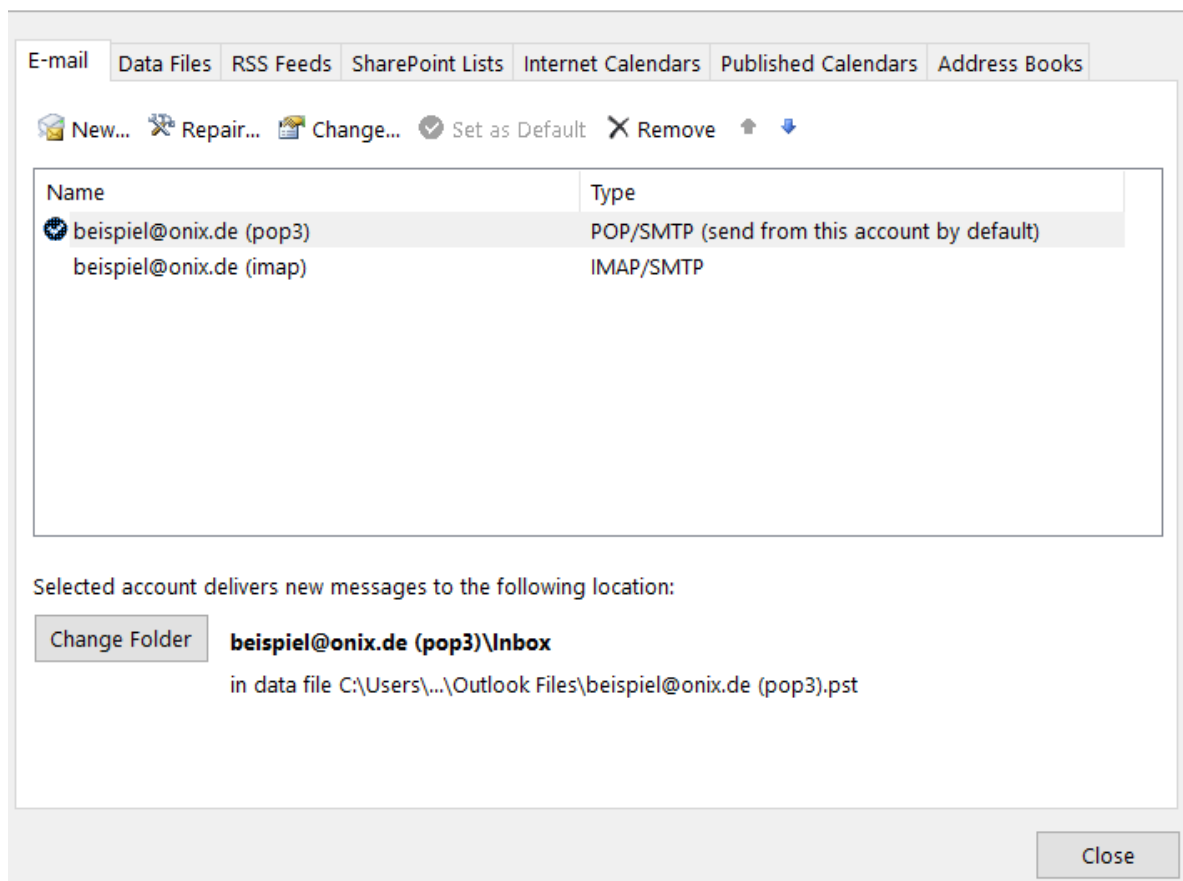 E-mail Data Files RSS Feeds SharePoint Lists Internet Calendars Published Calendars Address Books
New... Repair... Change... Set as Default Remove
Name Type
beispiel@onix.de (pop3) POP/SMTP (send from this account by default)
beispiel@onix.de (imap) IMAP/SMTP
Selected account delivers new messages to the following location:
Change Folder beispiel@onix.de (pop3)\Inbox
in data file C:\Users\...\Outlook Files\beispiel@onix.de (pop3).pst
Close